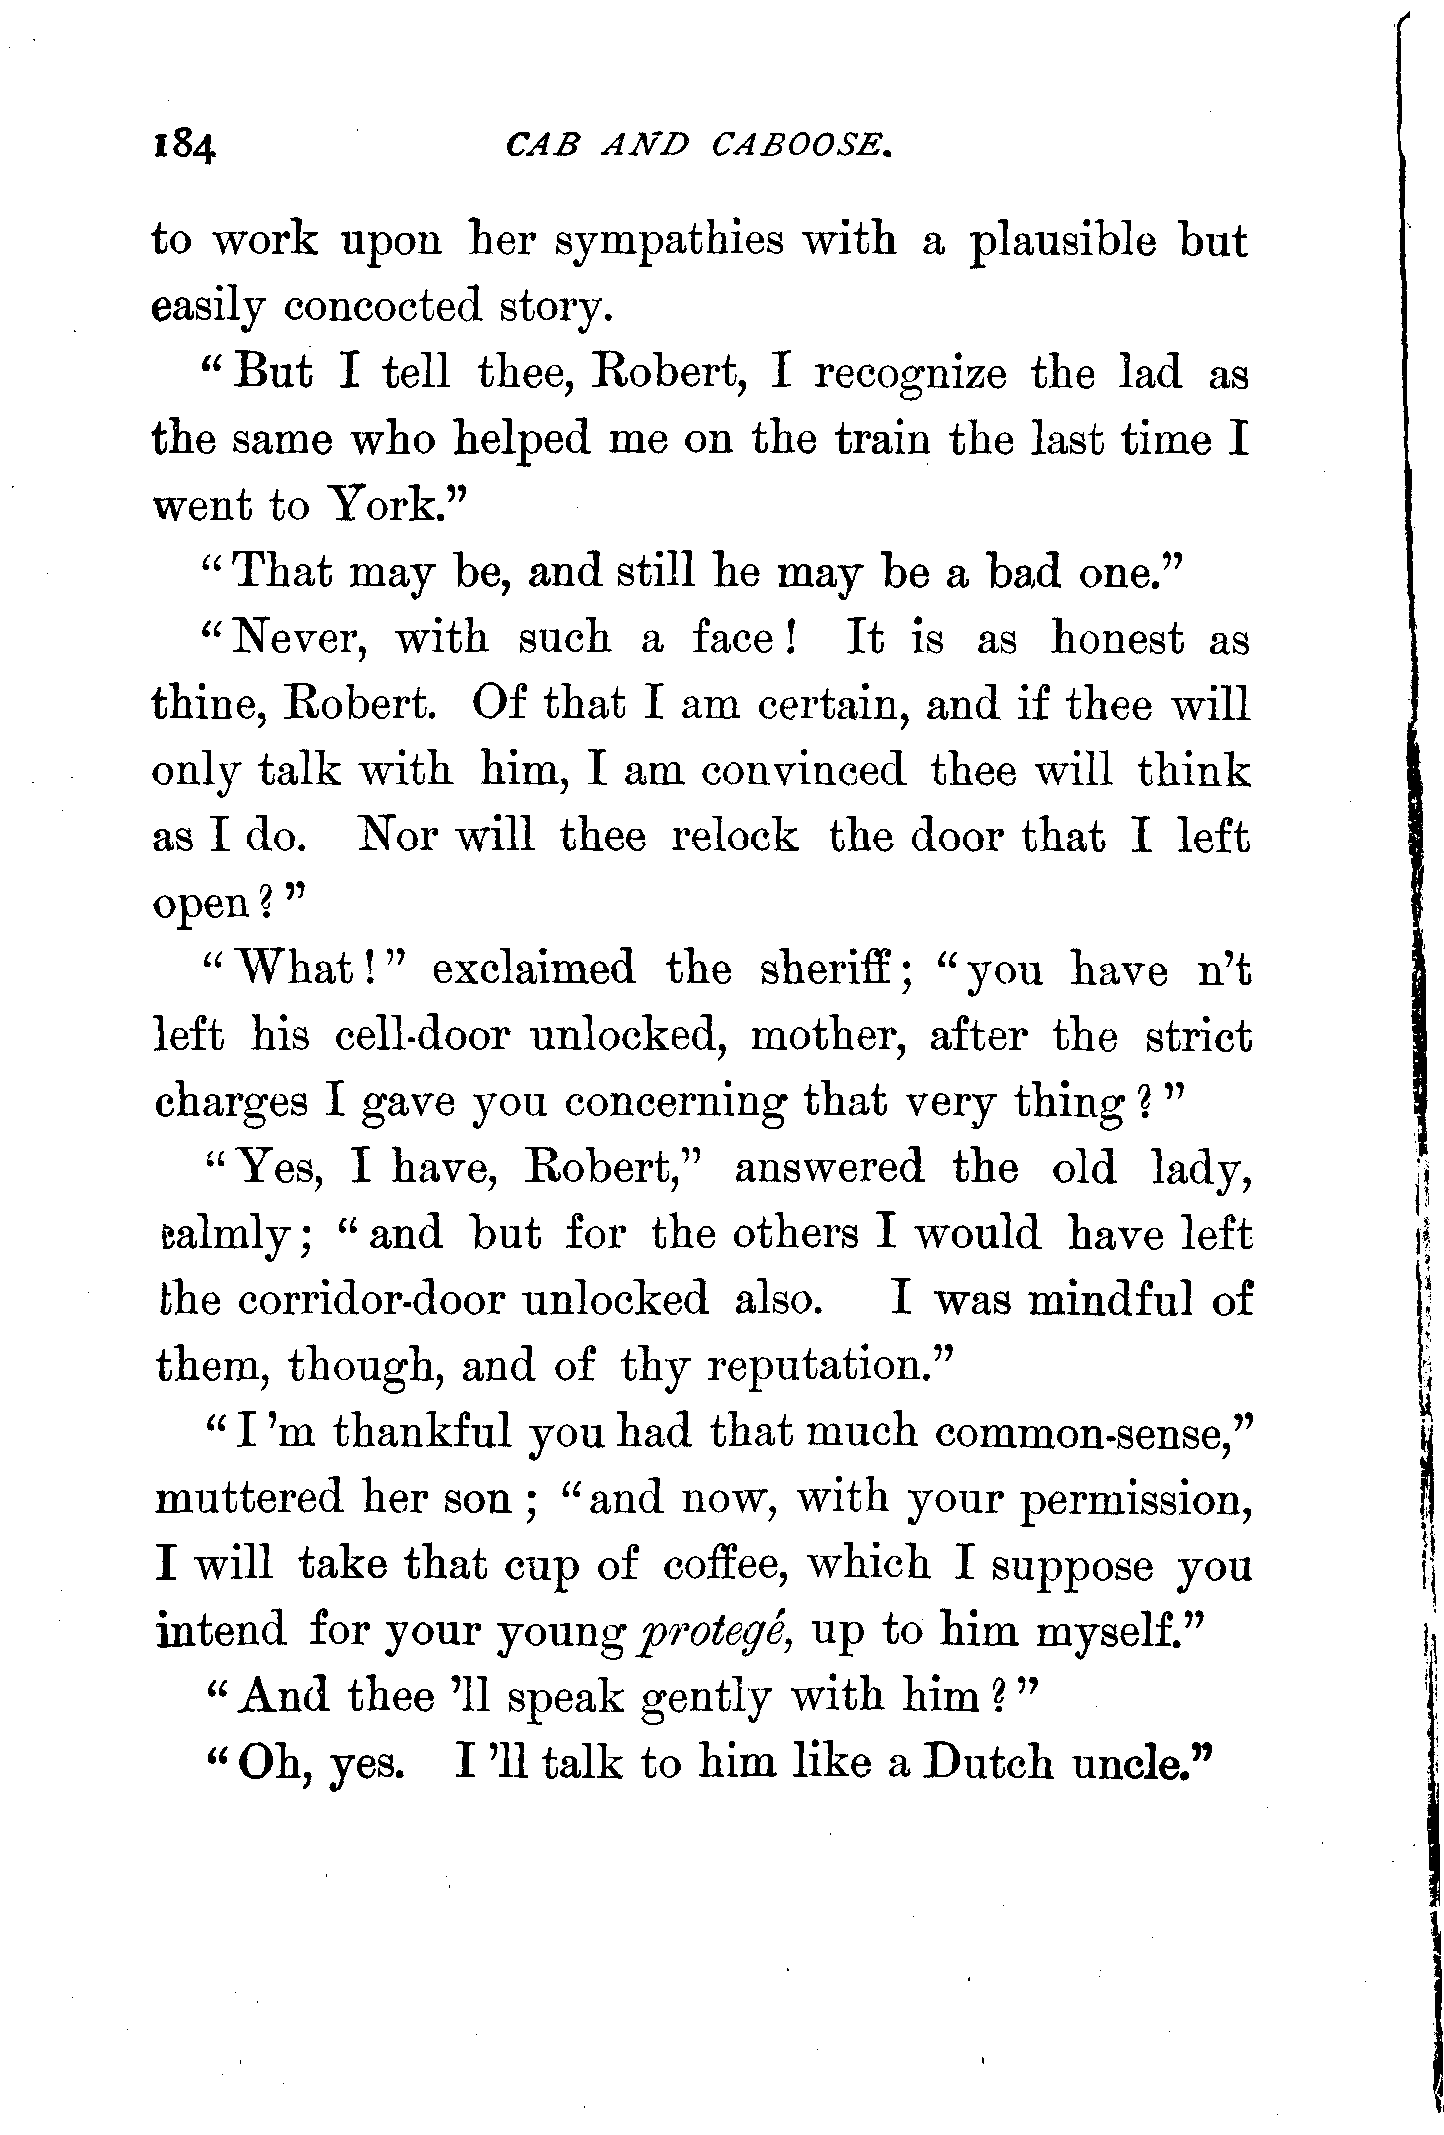 184 CAB AND CABOOSE.
to work upon her sympathies with a plausible but
easily concocted story.
“But I tell thee, Robert, I recognize the lad as
the same who helped me on the train the last time I
went to York.”
“That may be, and still he may be a bad one.”
“Never, with such a face! It is as honest as
thine, Robert. Of that I am certain, and if thee will
only talk with him, I am convinced thee will think
as I do. Nor will thee relock the door that I left
open?”
“What!” exclaimed the sheriff; “you have n’t
left his cell-door unlocked, mother, after the strict
charges I gave you concerning that very thing?”
“Yes, I have, Robert,” answered the old lady,
calmly; “and but for the others I would have left
the corridor-door unlocked also. I was mindful of
them, though, and of thy reputation.”
“I ’m thankful you had that much common-sense,”
muttered her son; “and now, with your permission,
I will take that cup of coffee, which I suppose you
intend for your young protegé, up to him myself.”
“And thee ’ll speak gently with him?”
“Oh, yes. I ’ll talk to him like a Dutch uncle.”